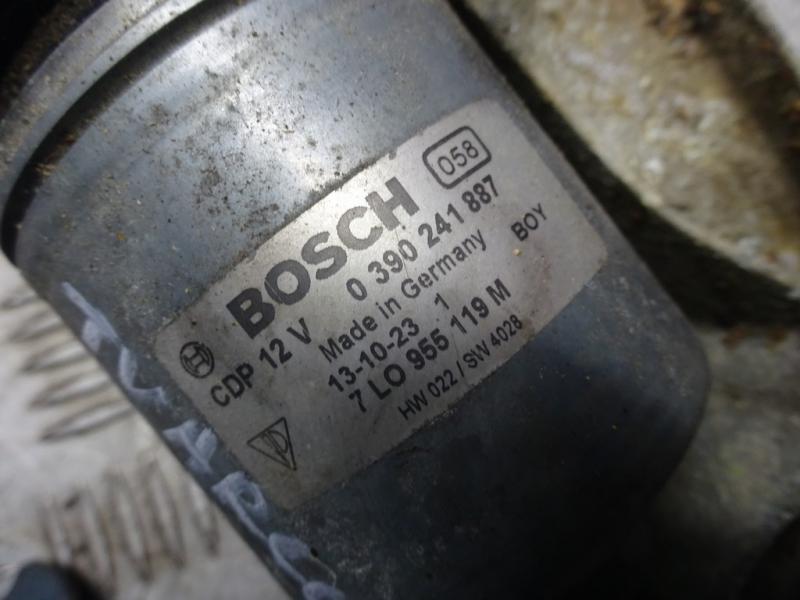 BOSCH 058
CDP 12 V 0 390 241 887
Made in Germany BOY
13-10-23 1
7 LO 955 119 M
HW 022 / SW 4028